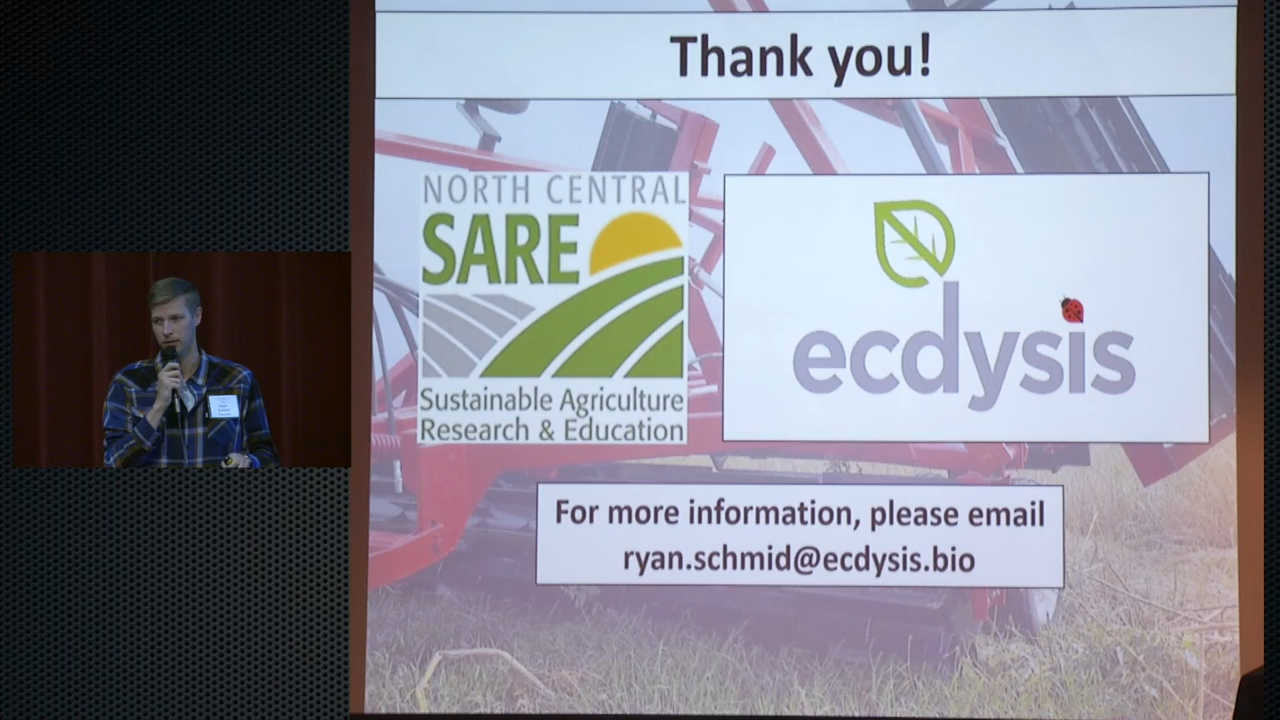 Thank you!
NORTH CENTRAL
SARE
Sustainable Agriculture
Research & Education
ecdysis
For more information, please email
ryan.schmid@ecdysis.bio